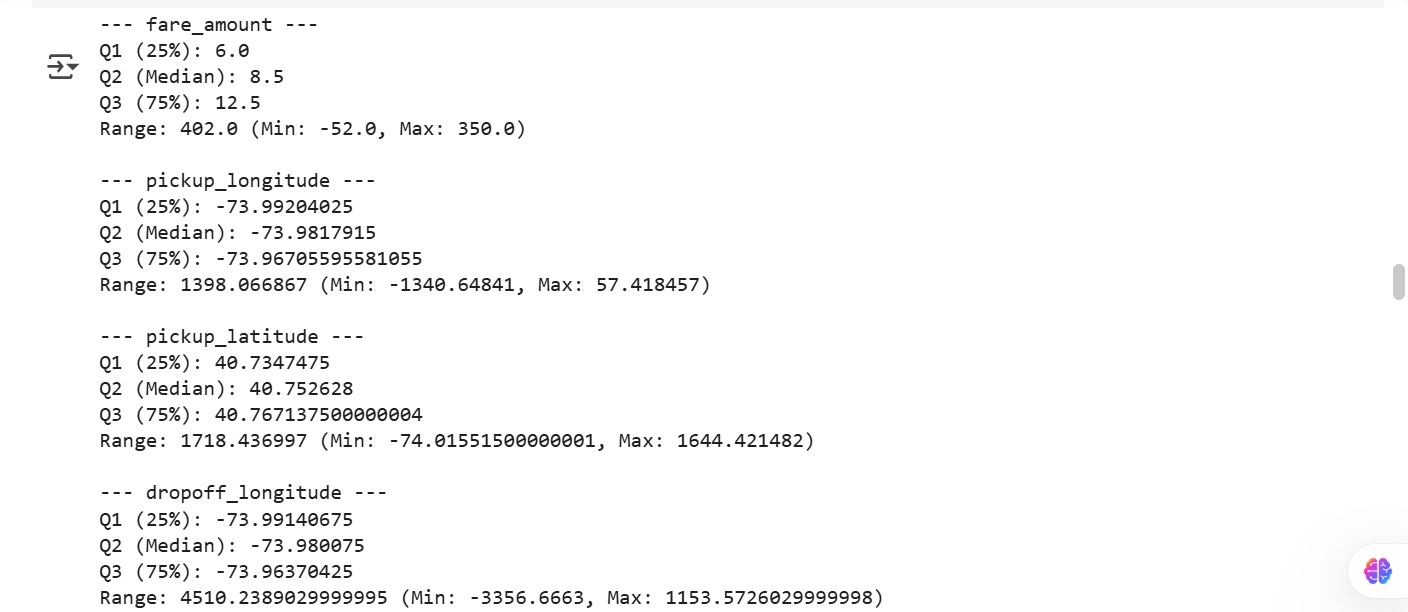 --- fare_amount ---
Q1 (25%): 6.0
Q2 (Median): 8.5
Q3 (75%): 12.5
Range: 402.0 (Min: -52.0, Max: 350.0)
--- pickup_longitude ---
Q1 (25%): -73.99204025
Q2 (Median): -73.9817915
Q3 (75%): -73.96705595581055
Range: 1398.066867 (Min: -1340.64841, Max: 57.418457)
--- pickup_latitude ---
Q1 (25%): 40.7347475
Q2 (Median): 40.752628
Q3 (75%): 40.767137500000004
Range: 1718.436997 (Min: -74.01551500000001, Max: 1644.421482)
--- dropoff_longitude ---
Q1 (25%): -73.99140675
Q2 (Median): -73.980075
Q3 (75%): -73.96370425
Range: 4510.2389029999995 (Min: -3356.6663, Max: 1153.5726029999998)